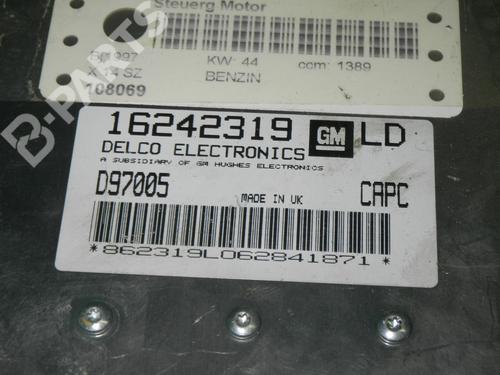 Steuerg Motor
KW: 44
ccm: 1389
X 14 SZ
BENZIN
108069
B-PARTS
16242319 GM LD
DELCO ELECTRONICS
A SUBSIDIARY OF GM HUGHES ELECTRONICS
D97005 MADE IN UK CAPC
*862319L062841871*